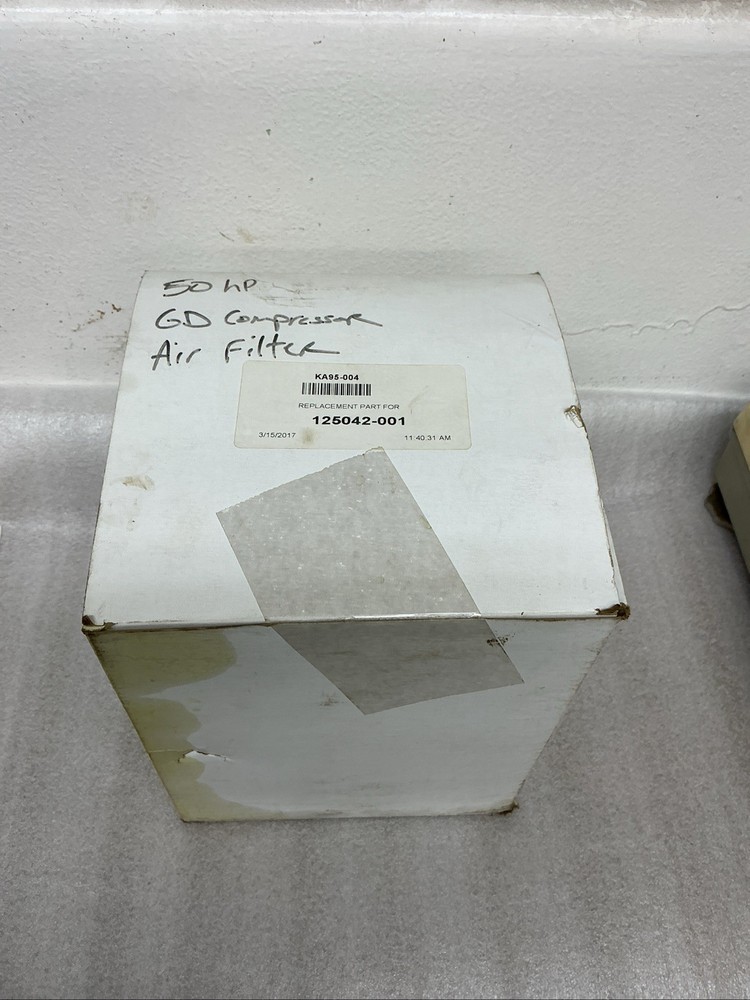 50 hp
GD Compressor
Air Filter
KA95-004
REPLACEMENT PART FOR
125042-001
3/15/2017 11:40:31 AM